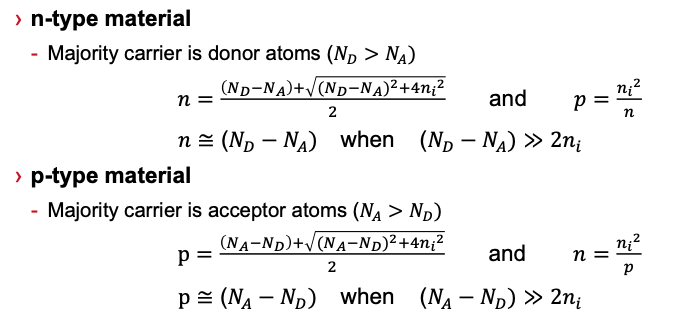 › n-type material
- Majority carrier is donor atoms (N_D > N_A)
n = ((N_D−N_A)+√((N_D−N_A)²+4n_i²))/2 and p = n_i²/n
n ≅ (N_D − N_A) when (N_D − N_A) ≫ 2n_i
› p-type material
- Majority carrier is acceptor atoms (N_A > N_D)
p = ((N_A−N_D)+√((N_A−N_D)²+4n_i²))/2 and n = n_i²/p
p ≅ (N_A − N_D) when (N_A − N_D) ≫ 2n_i